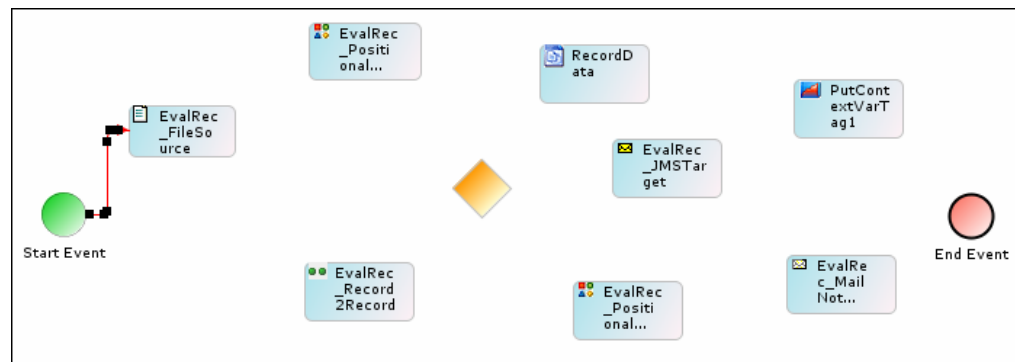 EvalRec
_Positi
onal...
RecordD
ata
PutCont
extVarT
ag1
EvalRec
_FileSo
urce
EvalRec
_JMSTar
get
Start Event
End Event
EvalRec
_Record
2Record
EvalRec
_Positi
onal...
EvalRe
c_Mail
Not...